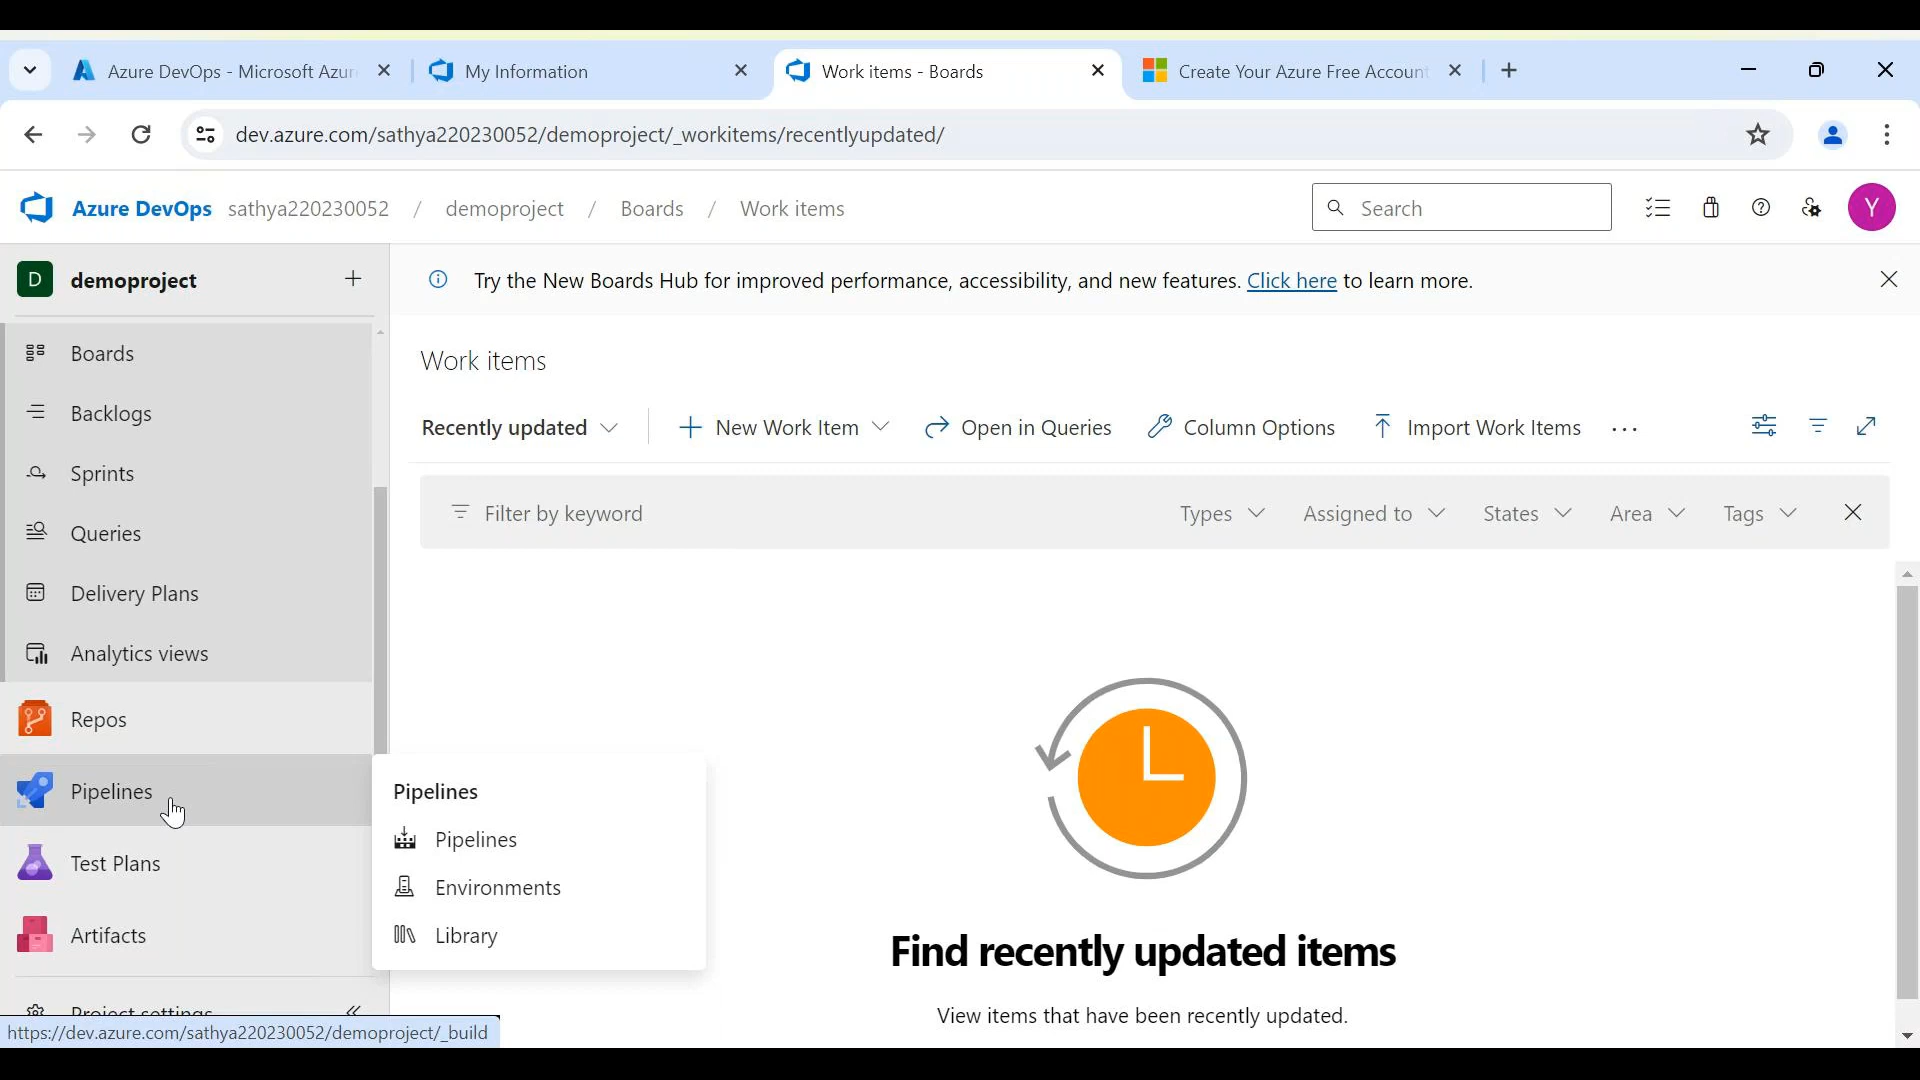 Azure DevOps - Microsoft Azur
My Information
Work items - Boards
Create Your Azure Free Accoun
dev.azure.com/sathya220230052/demoproject/_workitems/recentlyupdated/
Azure DevOps sathya220230052 / demoproject / Boards / Work items
Search
Y
D demoproject
Try the New Boards Hub for improved performance, accessibility, and new features. Click here to learn more.
Boards
Backlogs
Sprints
Queries
Delivery Plans
Analytics views
Repos
Pipelines
Test Plans
Artifacts
Project settings
Pipelines
Pipelines
Environments
Library
Work items
Recently updated New Work Item Open in Queries Column Options Import Work Items
Filter by keyword Types Assigned to States Area Tags
Find recently updated items
View items that have been recently updated.
https://dev.azure.com/sathya220230052/demoproject/_build